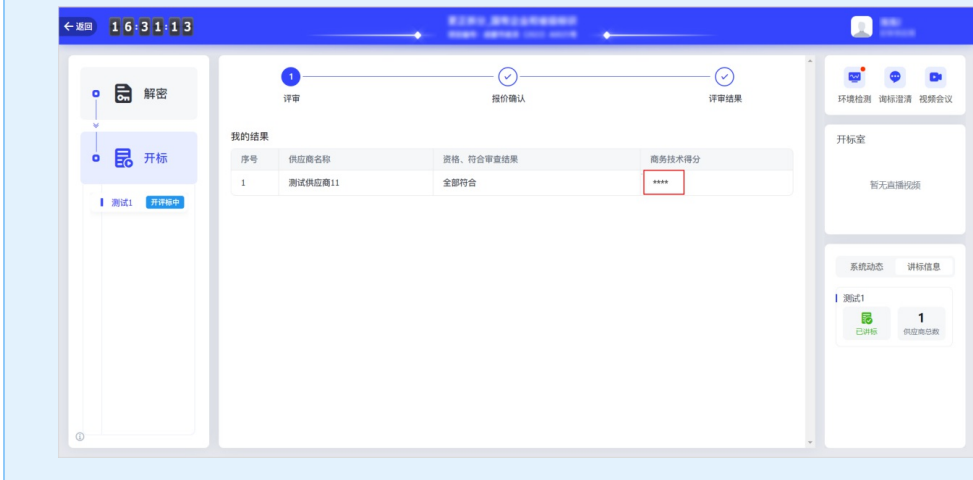 返回 16:31:13
解密
开标
测试1 开评标中
1
评审 报价确认 评审结果
我的结果
序号 供应商名称 资格、符合审查结果 商务技术得分
1 测试供应商11 全部符合 ****
环境检测 询标澄清 视频会议
开标室
暂无直播视频
系统动态 讲标信息
测试1
1
已讲标 供应商总数